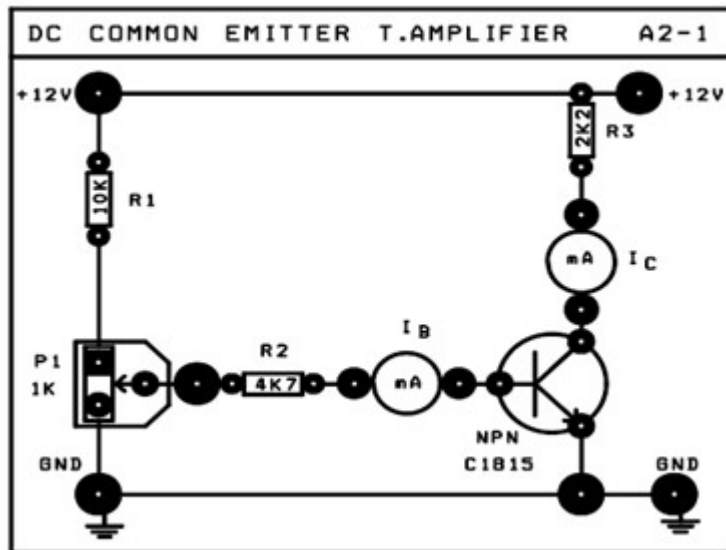 DC COMMON EMITTER T.AMPLIFIER A2-1
+12V
+12V
2K2
R3
10K
R1
mA
IC
IB
P1
R2
1K
4K7
mA
NPN
C1815
GND
GND